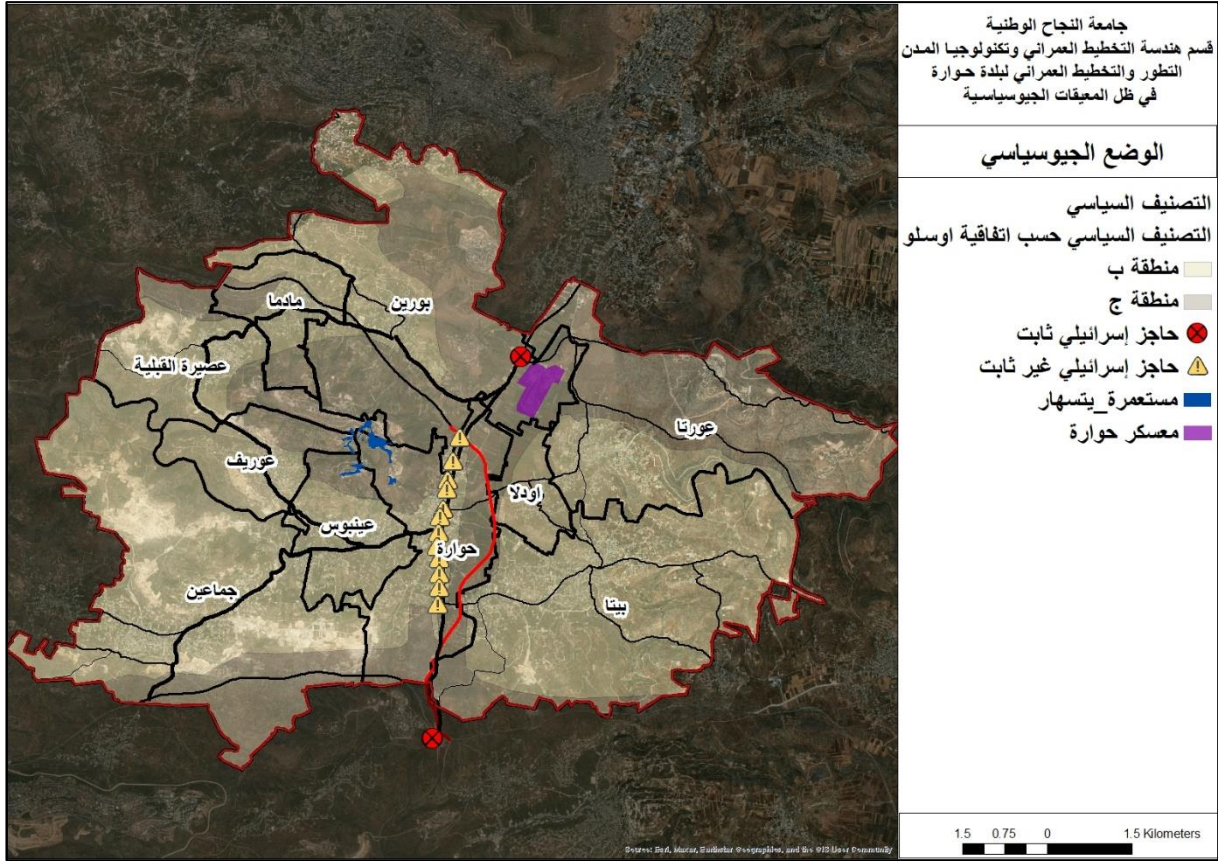 جامعة النجاح الوطنية
قسم هندسة التخطيط العمراني وتكنولوجيا المدن
التطور والتخطيط العمراني لبلدة حوارة
في ظل المعيقات الجيوسياسية
الوضع الجيوسياسي
التصنيف السياسي
التصنيف السياسي حسب اتفاقية اوسلو
منطقة ب
منطقة ج
حاجز إسرائيلي ثابت
حاجز إسرائيلي غير ثابت
مستعمرة_يتسهار
معسكر حوارة
1.5 0.75 0 1.5 Kilometers
مادما
بورين
عصيرة القبلية
عورتا
عوريف
اودلا
عينبوس
حوارة
جماعين
بيتا
Source: Esri, Maxar, Earthstar Geographics, and the GIS User Community